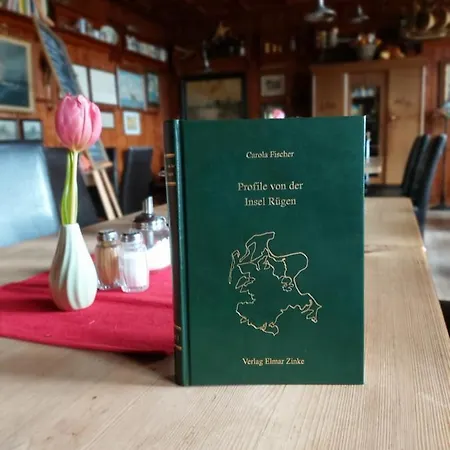 Carola Fischer
Profile von der
Insel Rügen
Verlag Elmar Zinke